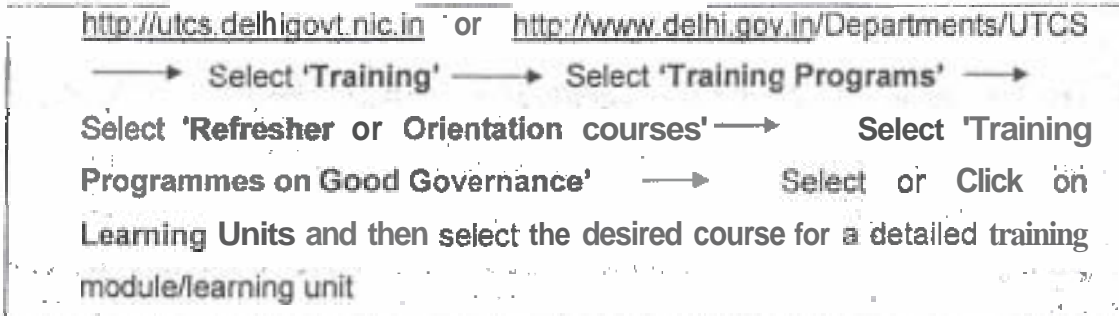 http://utcs.delhigovt.nic.in or http://www.delhi.gov.in/Departments/UTCS
→ Select 'Training' → Select 'Training Programs' →
Select 'Refresher or Orientation courses' → Select 'Training
Programmes on Good Governance' → Select or Click on
Learning Units and then select the desired course for a detailed training
module/learning unit